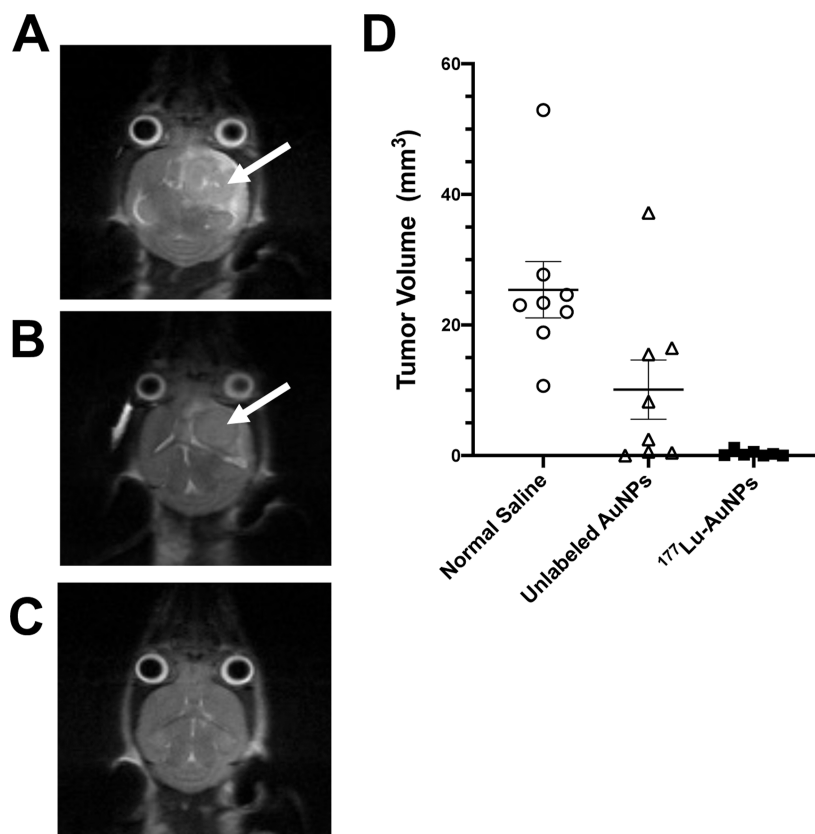 A
B
C
D
Tumor Volume (mm³)
60
40
20
0
Normal Saline
Unlabeled AuNPs
¹⁷⁷Lu-AuNPs